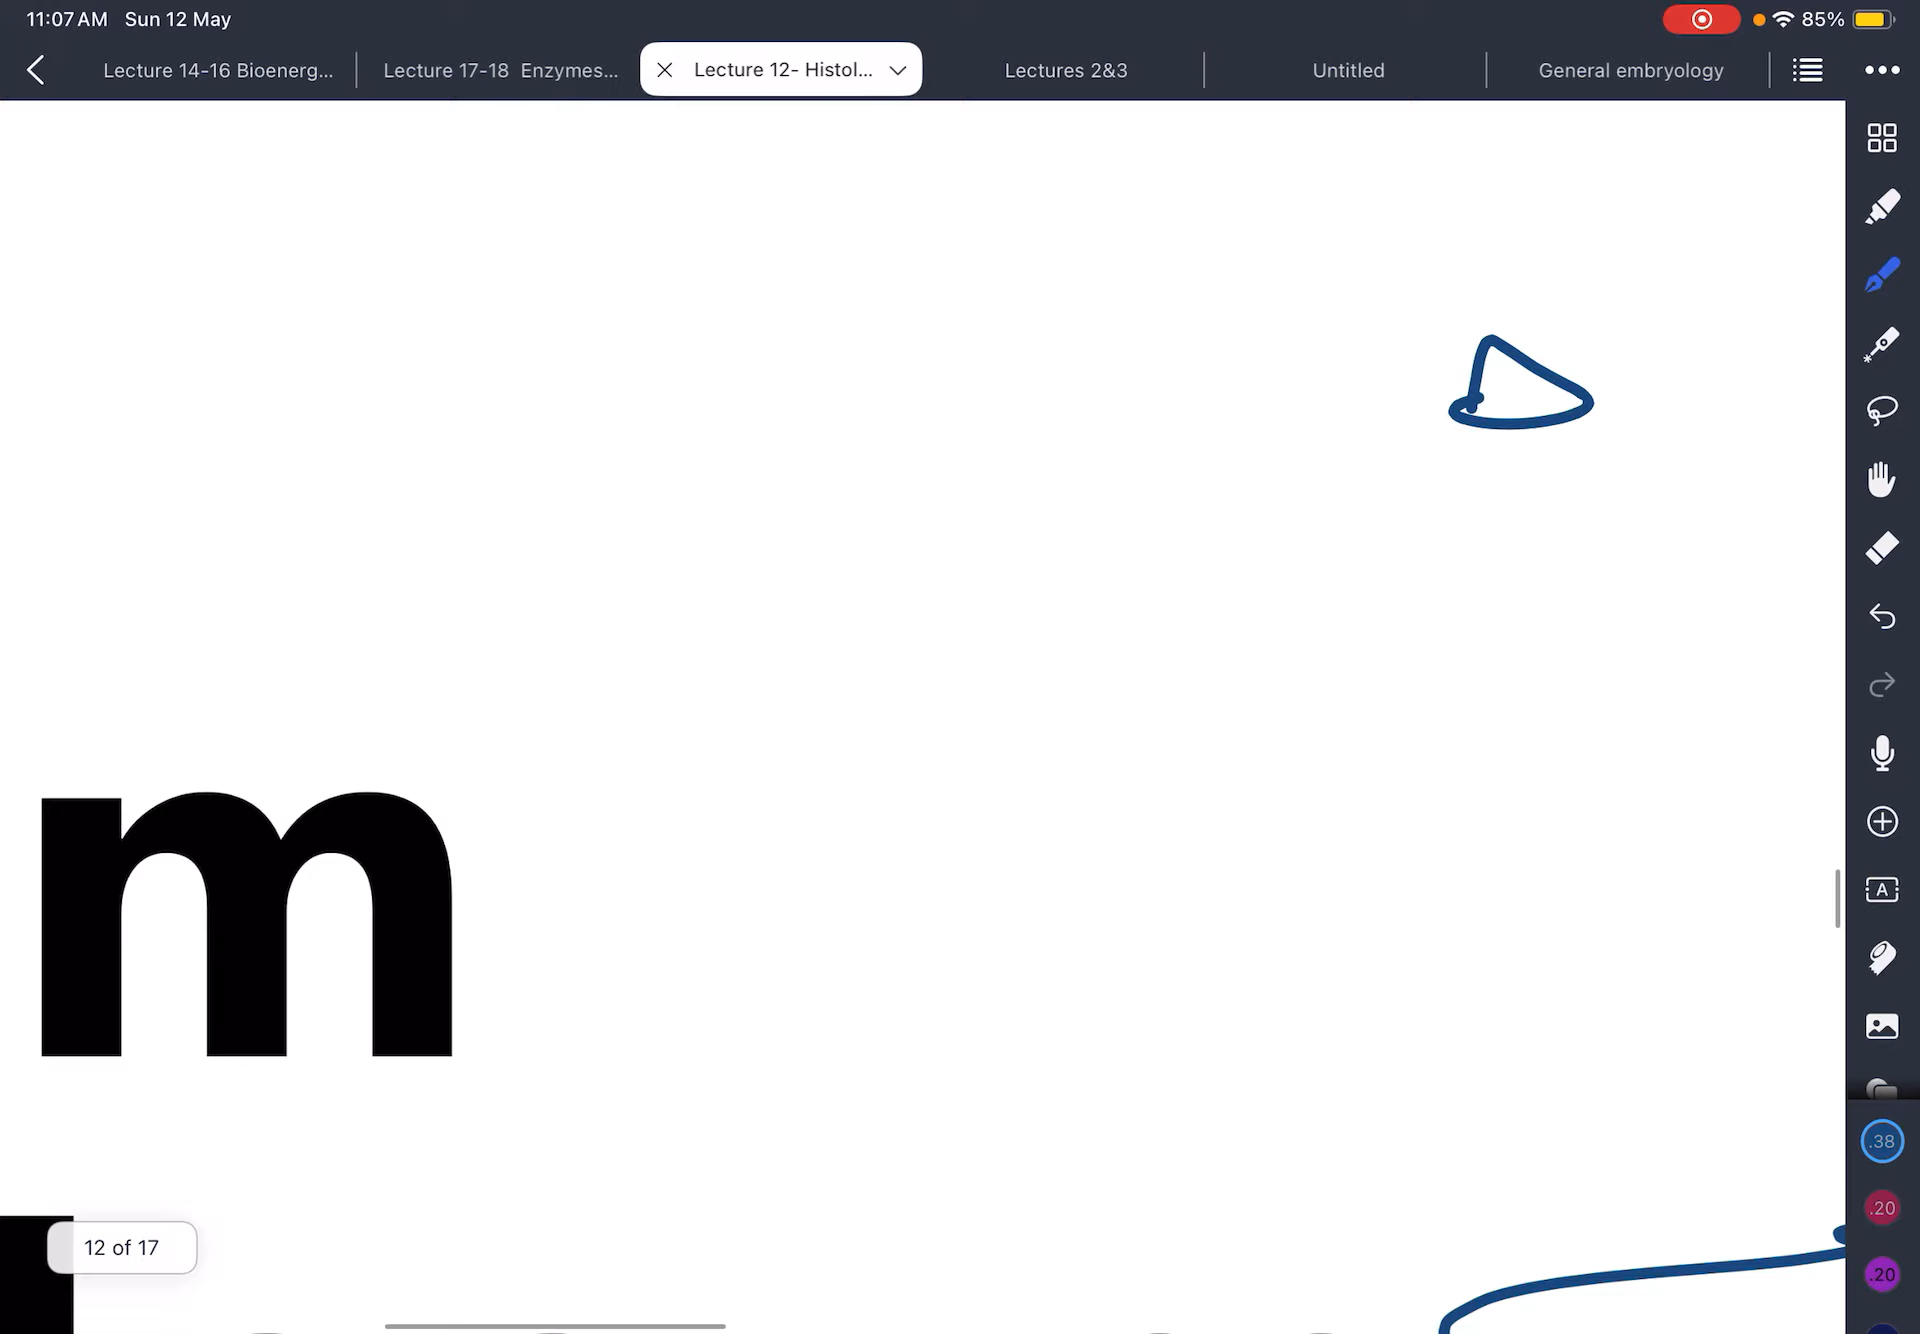 11:07 AM Sun 12 May
85%
Lecture 14-16 Bioenerg...
Lecture 17-18 Enzymes...
Lecture 12- Histol...
Lectures 2&3
Untitled
General embryology
A
m
.38
.20
.20
12 of 17